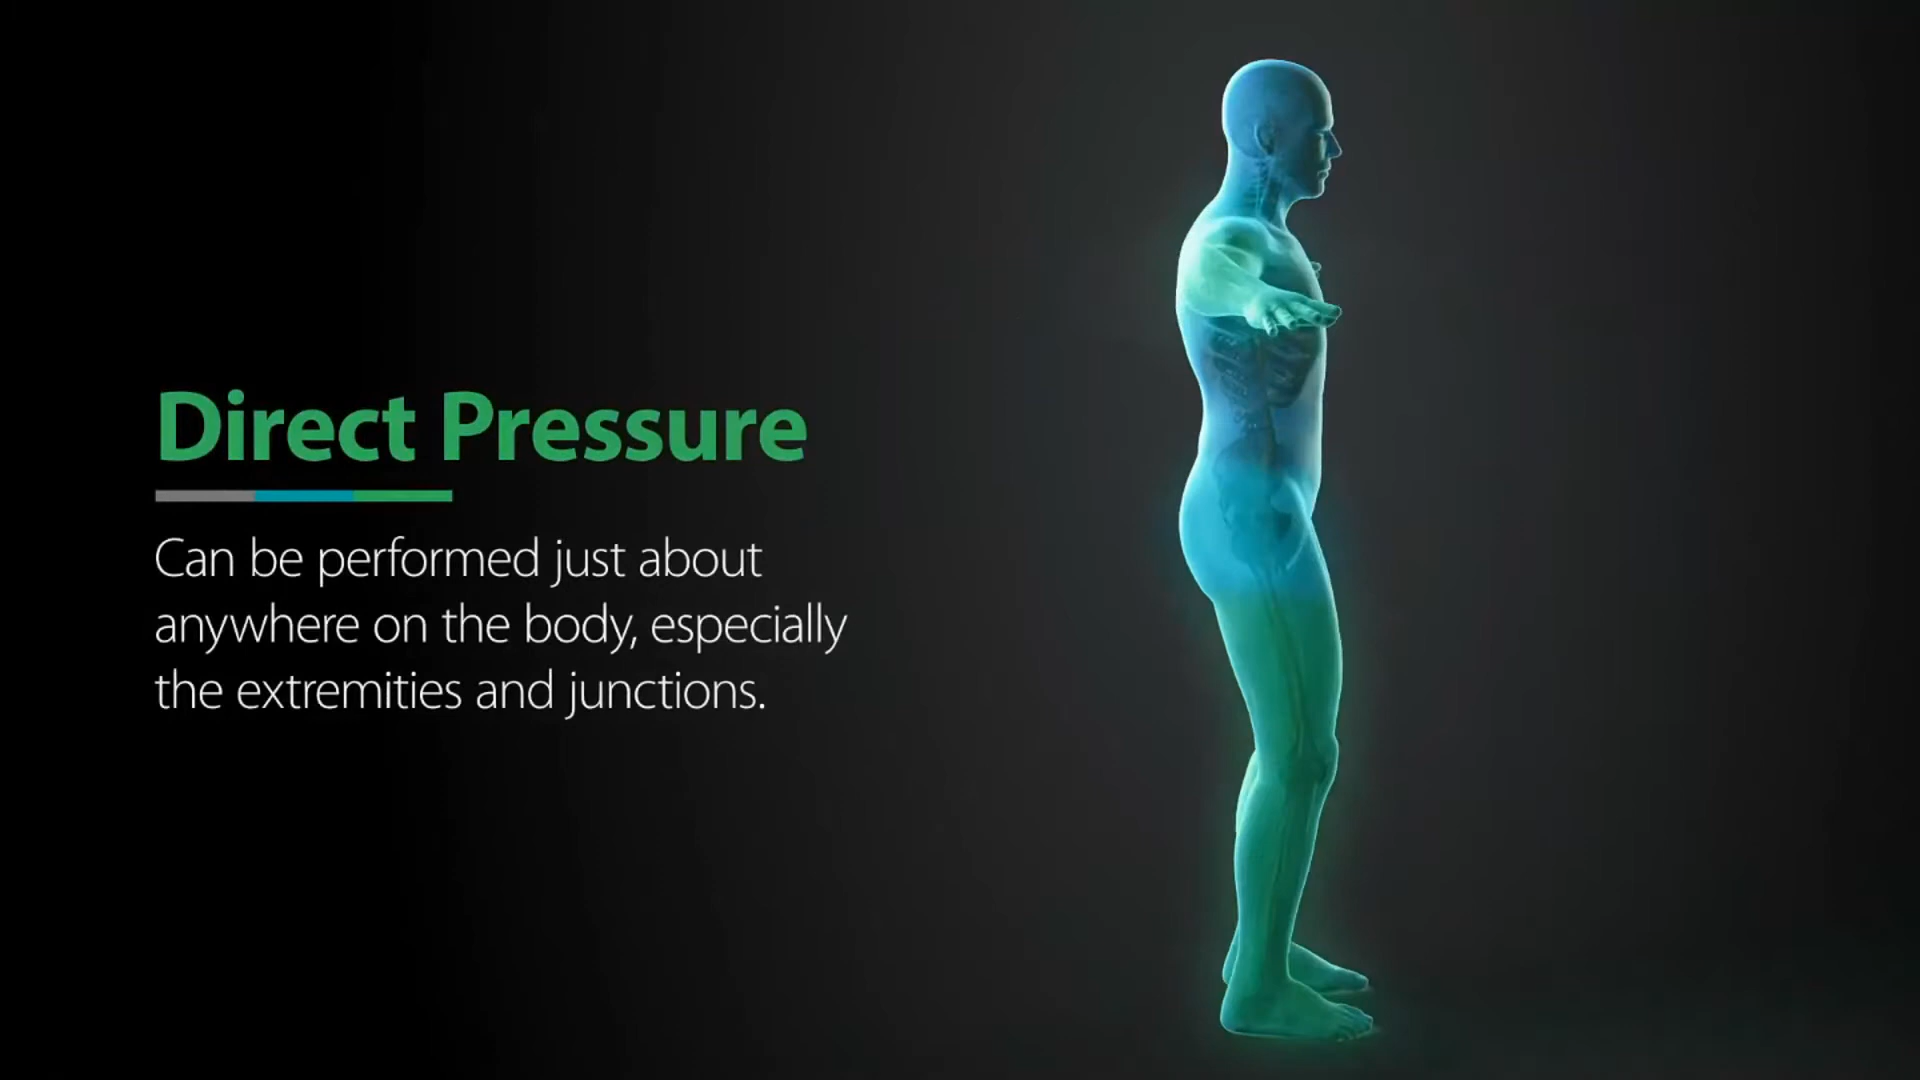 Direct Pressure
Can be performed just about
anywhere on the body, especially
the extremities and junctions.